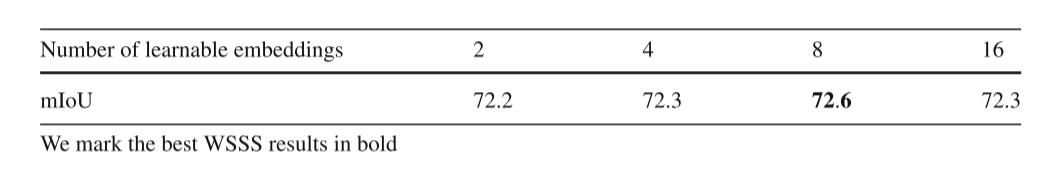 Number of learnable embeddings 2 4 8 16
mIoU 72.2 72.3 72.6 72.3
We mark the best WSSS results in bold